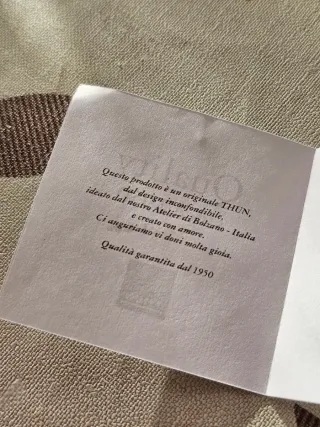 Questo prodotto è un originale THUN,
dal design inconfondibile,
ideato dal nostro Atelier di Bolzano - Italia
e creato con amore.
Ci auguriamo vi doni molta gioia.
Qualità garantita dal 1950